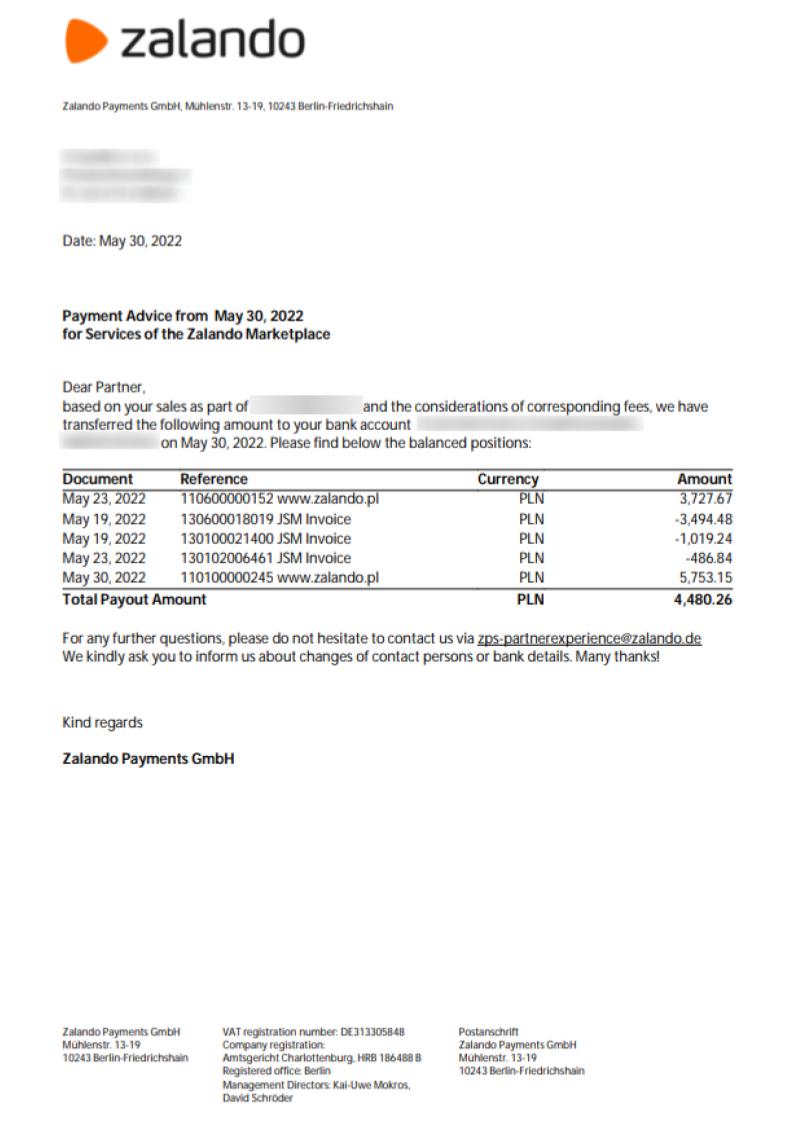 zalando
Zalando Payments GmbH, Mühlenstr. 13-19, 10243 Berlin-Friedrichshain
Date: May 30, 2022
Payment Advice from May 30, 2022
for Services of the Zalando Marketplace
Dear Partner,
based on your sales as part of and the considerations of corresponding fees, we have
transferred the following amount to your bank account
on May 30, 2022. Please find below the balanced positions:
Document Reference Currency Amount
May 23, 2022 110600000152 www.zalando.pl PLN 3,727.67
May 19, 2022 130600018019 JSM Invoice PLN -3,494.48
May 19, 2022 130100021400 JSM Invoice PLN -1,019.24
May 23, 2022 130102006461 JSM Invoice PLN -486.84
May 30, 2022 110100000245 www.zalando.pl PLN 5,753.15
Total Payout Amount PLN 4,480.26
For any further questions, please do not hesitate to contact us via zps-partnerexperience@zalando.de
We kindly ask you to inform us about changes of contact persons or bank details. Many thanks!
Kind regards
Zalando Payments GmbH
Zalando Payments GmbH
Mühlenstr. 13-19
10243 Berlin-Friedrichshain
VAT registration number: DE313305848
Company registration:
Amtsgericht Charlottenburg, HRB 186488 B
Registered office: Berlin
Management Directors: Kai-Uwe Mokros,
David Schröder
Postanschrift
Zalando Payments GmbH
Mühlenstr. 13-19
10243 Berlin-Friedrichshain